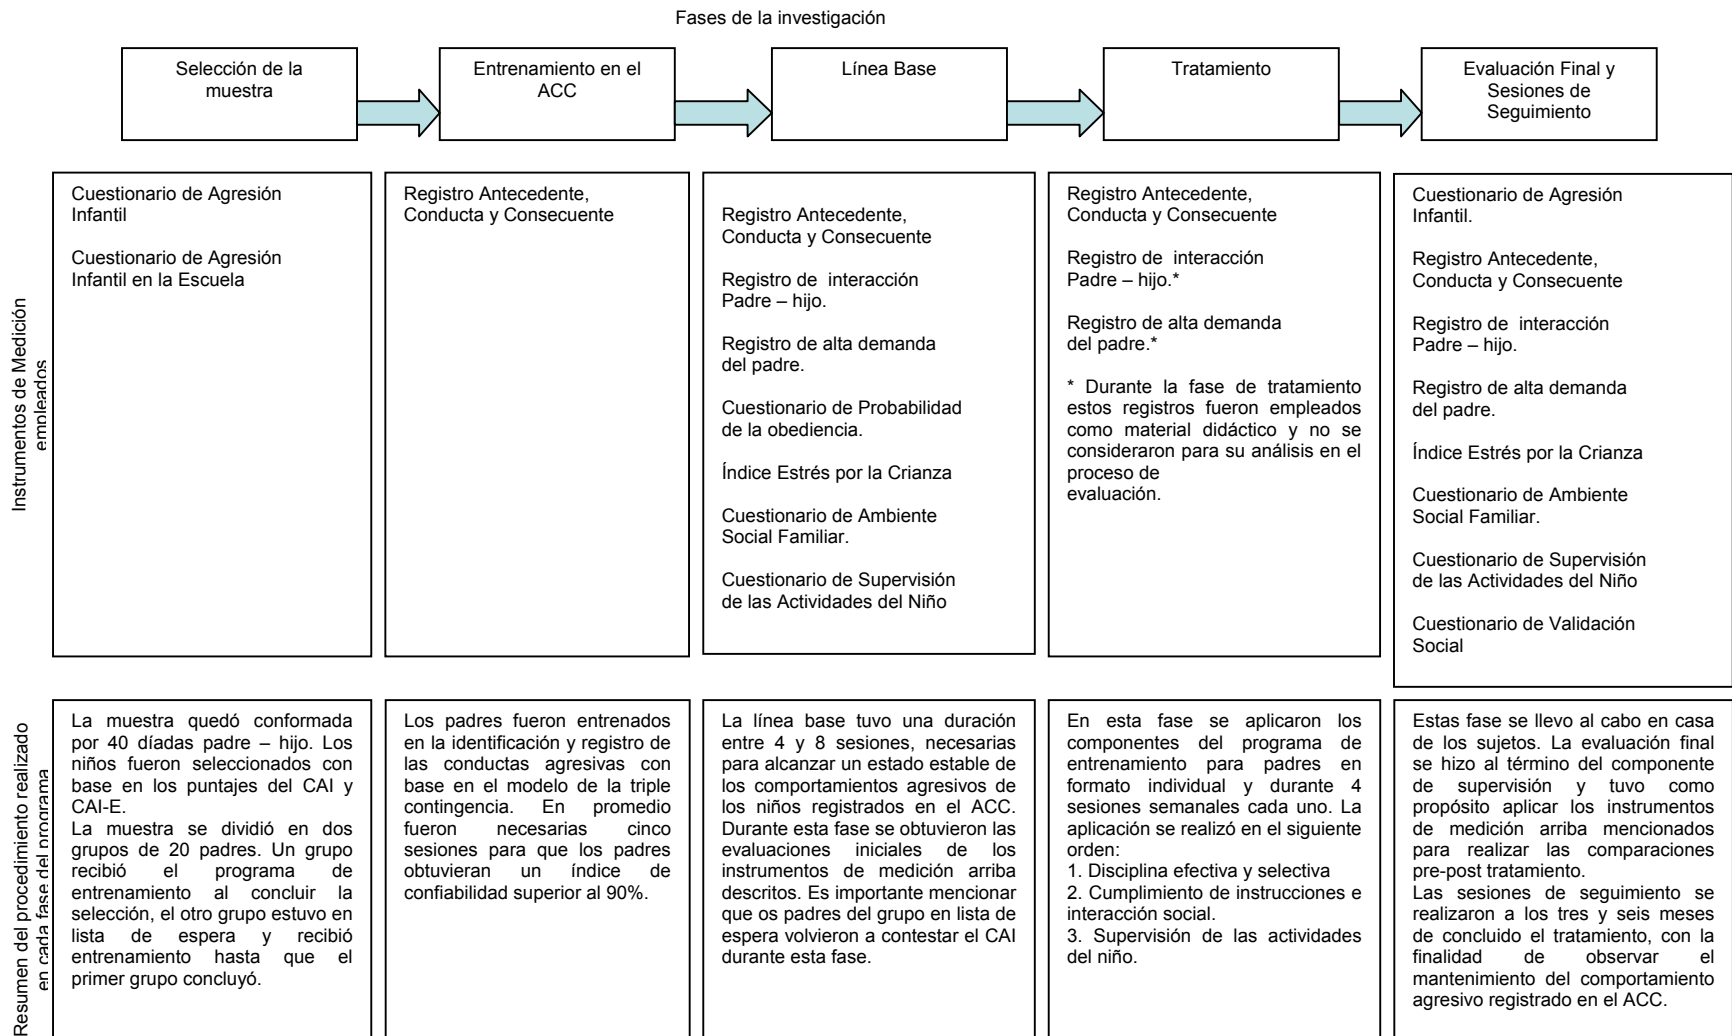 Fases de la investigación
Selección de la
muestra
Entrenamiento en el
ACC
Línea Base
Tratamiento
Evaluación Final y
Sesiones de
Seguimiento
Instrumentos de Medición
empleados
Cuestionario de Agresión
Infantil
Cuestionario de Agresión
Infantil en la Escuela
Registro Antecedente,
Conducta y Consecuente
Registro Antecedente,
Conducta y Consecuente
Registro de interacción
Padre – hijo.
Registro de alta demanda
del padre.
Cuestionario de Probabilidad
de la obediencia.
Índice Estrés por la Crianza
Cuestionario de Ambiente
Social Familiar.
Cuestionario de Supervisión
de las Actividades del Niño
Registro Antecedente,
Conducta y Consecuente
Registro de interacción
Padre – hijo.*
Registro de alta demanda
del padre.*
* Durante la fase de tratamiento
estos registros fueron empleados
como material didáctico y no se
consideraron para su análisis en el
proceso de
evaluación.
Cuestionario de Agresión
Infantil.
Registro Antecedente,
Conducta y Consecuente
Registro de interacción
Padre – hijo.
Registro de alta demanda
del padre.
Índice Estrés por la Crianza
Cuestionario de Ambiente
Social Familiar.
Cuestionario de Supervisión
de las Actividades del Niño
Cuestionario de Validación
Social
Resumen del procedimiento realizado
en cada fase del programa
La muestra quedó conformada
por 40 díadas padre – hijo. Los
niños fueron seleccionados con
base en los puntajes del CAI y
CAI-E.
La muestra se dividió en dos
grupos de 20 padres. Un grupo
recibió el programa de
entrenamiento al concluir la
selección, el otro grupo estuvo en
lista de espera y recibió
entrenamiento hasta que el
primer grupo concluyó.
Los padres fueron entrenados
en la identificación y registro de
las conductas agresivas con
base en el modelo de la triple
contingencia. En promedio
fueron necesarias cinco
sesiones para que los padres
obtuvieran un índice de
confiabilidad superior al 90%.
La línea base tuvo una duración
entre 4 y 8 sesiones, necesarias
para alcanzar un estado estable de
los comportamientos agresivos de
los niños registrados en el ACC.
Durante esta fase se obtuvieron las
evaluaciones iniciales de los
instrumentos de medición arriba
descritos. Es importante mencionar
que os padres del grupo en lista de
espera volvieron a contestar el CAI
durante esta fase.
En esta fase se aplicaron los
componentes del programa de
entrenamiento para padres en
formato individual y durante 4
sesiones semanales cada uno. La
aplicación se realizó en el siguiente
orden:
1. Disciplina efectiva y selectiva
2. Cumplimiento de instrucciones e
interacción social.
3. Supervisión de las actividades
del niño.
Estas fase se llevo al cabo en casa
de los sujetos. La evaluación final
se hizo al término del componente
de supervisión y tuvo como
propósito aplicar los instrumentos
de medición arriba mencionados
para realizar las comparaciones
pre-post tratamiento.
Las sesiones de seguimiento se
realizaron a los tres y seis meses
de concluido el tratamiento, con la
finalidad de observar el
mantenimiento del comportamiento
agresivo registrado en el ACC.